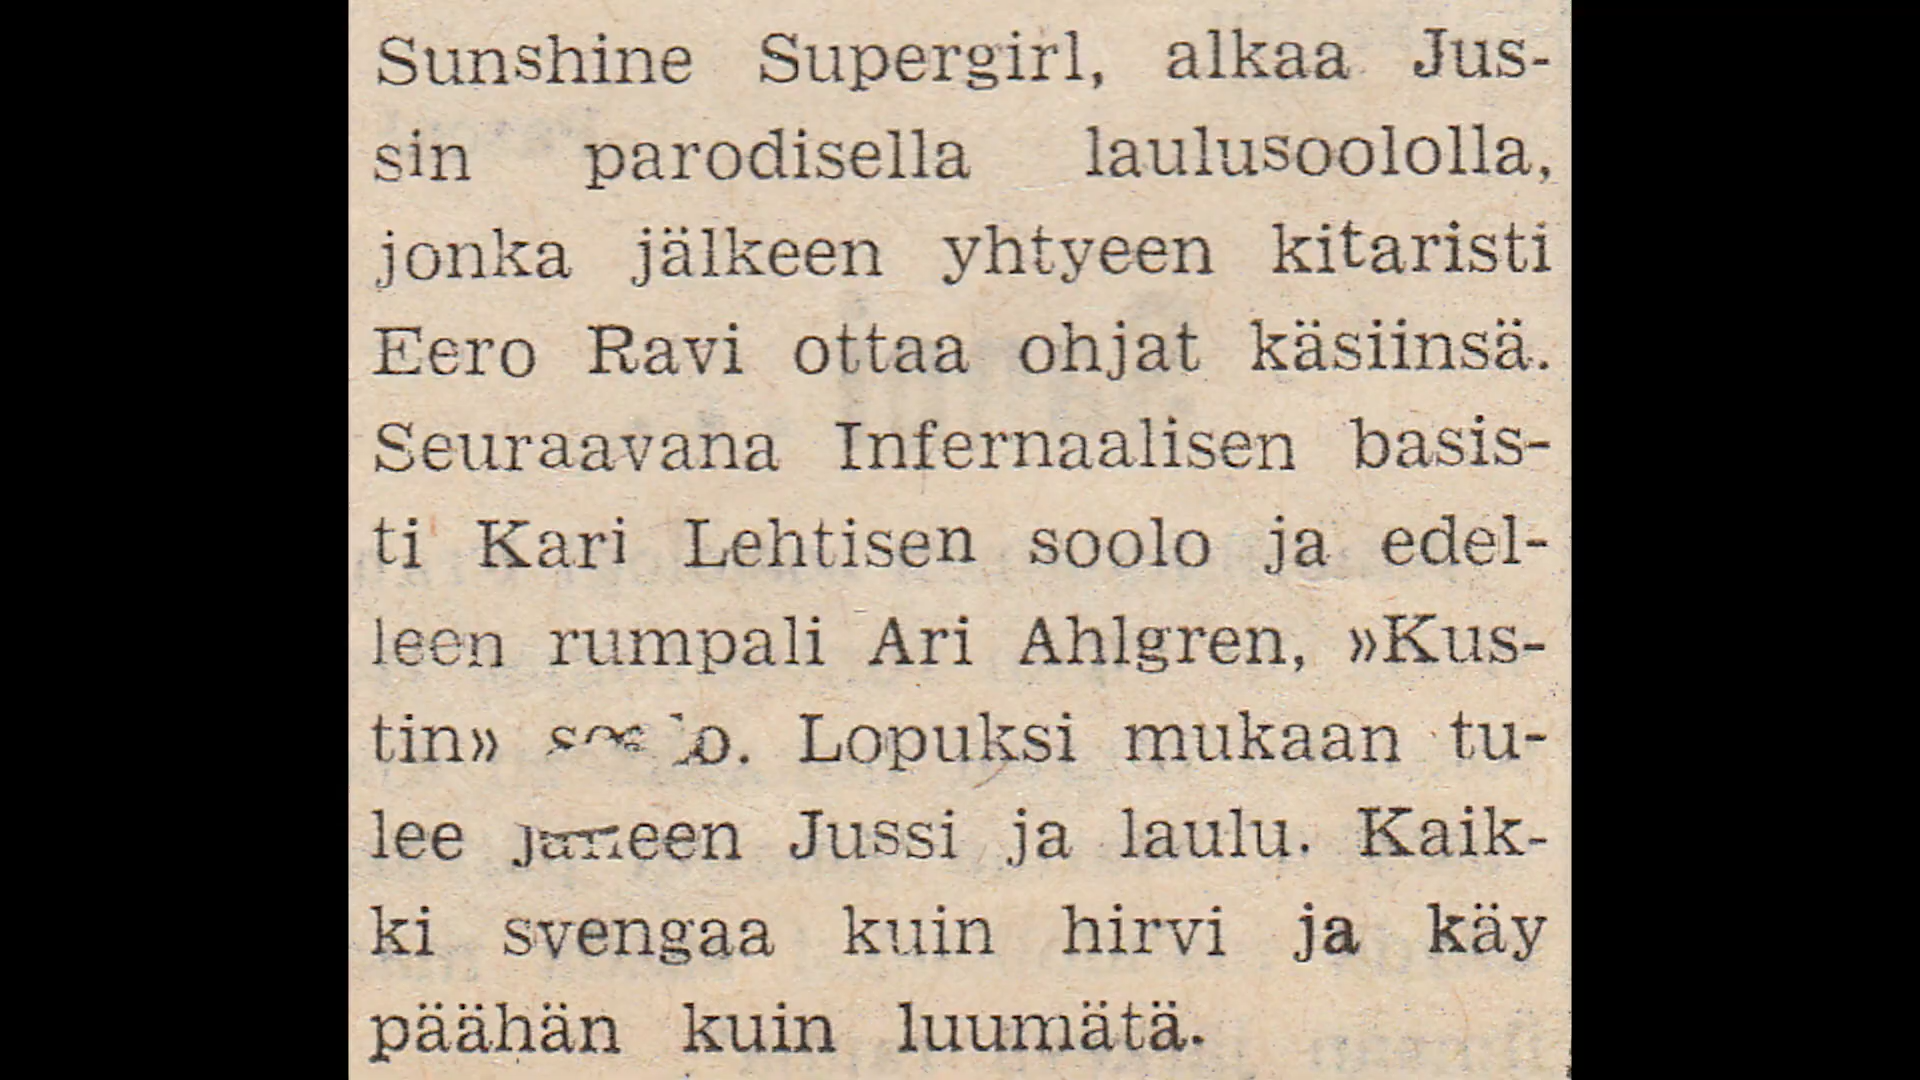 Sunshine Supergirl, alkaa Jus-
sin parodisella laulusoololla,
jonka jälkeen yhtyeen kitaristi
Eero Ravi ottaa ohjat käsiinsä.
Seuraavana Infernaalisen basis-
ti Kari Lehtisen soolo ja edel-
leen rumpali Ari Ahlgren, »Kus-
tin» soolo. Lopuksi mukaan tu-
lee jälleen Jussi ja laulu. Kaik-
ki svengaa kuin hirvi ja käy
päähän kuin luumätä.